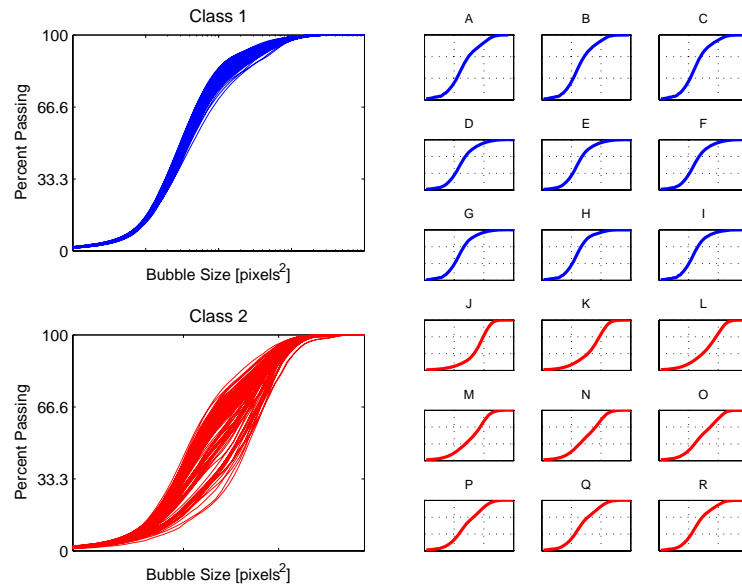 Class 1
100
66.6
33.3
0
Percent Passing
Bubble Size [pixels²]
Class 2
100
66.6
33.3
0
Percent Passing
Bubble Size [pixels²]
A B C
D E F
G H I
J K L
M N O
P Q R